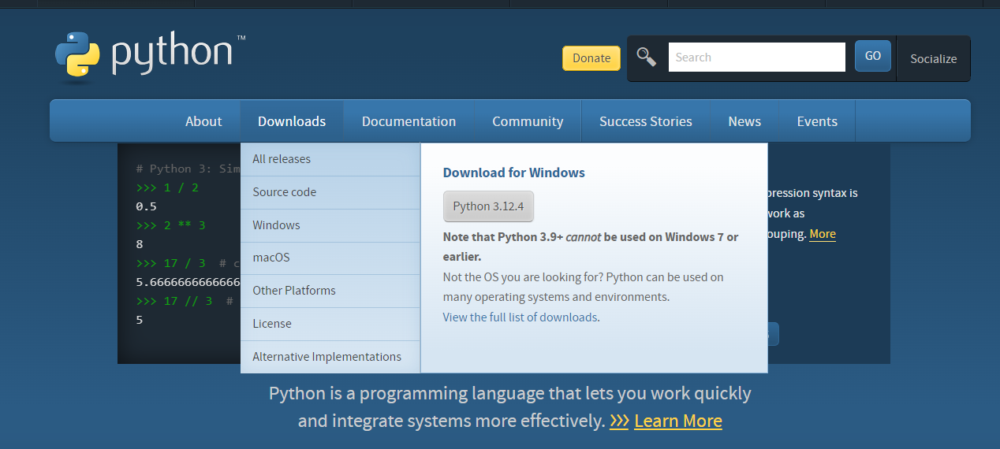 python™
Donate
Search
GO
Socialize
About
Downloads
Documentation
Community
Success Stories
News
Events
# Python 3: Sim
>>> 1 / 2
0.5
>>> 2 ** 3
8
>>> 17 / 3 # c
5.6666666666666
>>> 17 // 3 #
5
All releases
Source code
Windows
macOS
Other Platforms
License
Alternative Implementations
Download for Windows
Python 3.12.4
Note that Python 3.9+ cannot be used on Windows 7 or
earlier.
Not the OS you are looking for? Python can be used on
many operating systems and environments.
View the full list of downloads.
pression syntax is
work as
ouping. More
Python is a programming language that lets you work quickly
and integrate systems more effectively. >>> Learn More